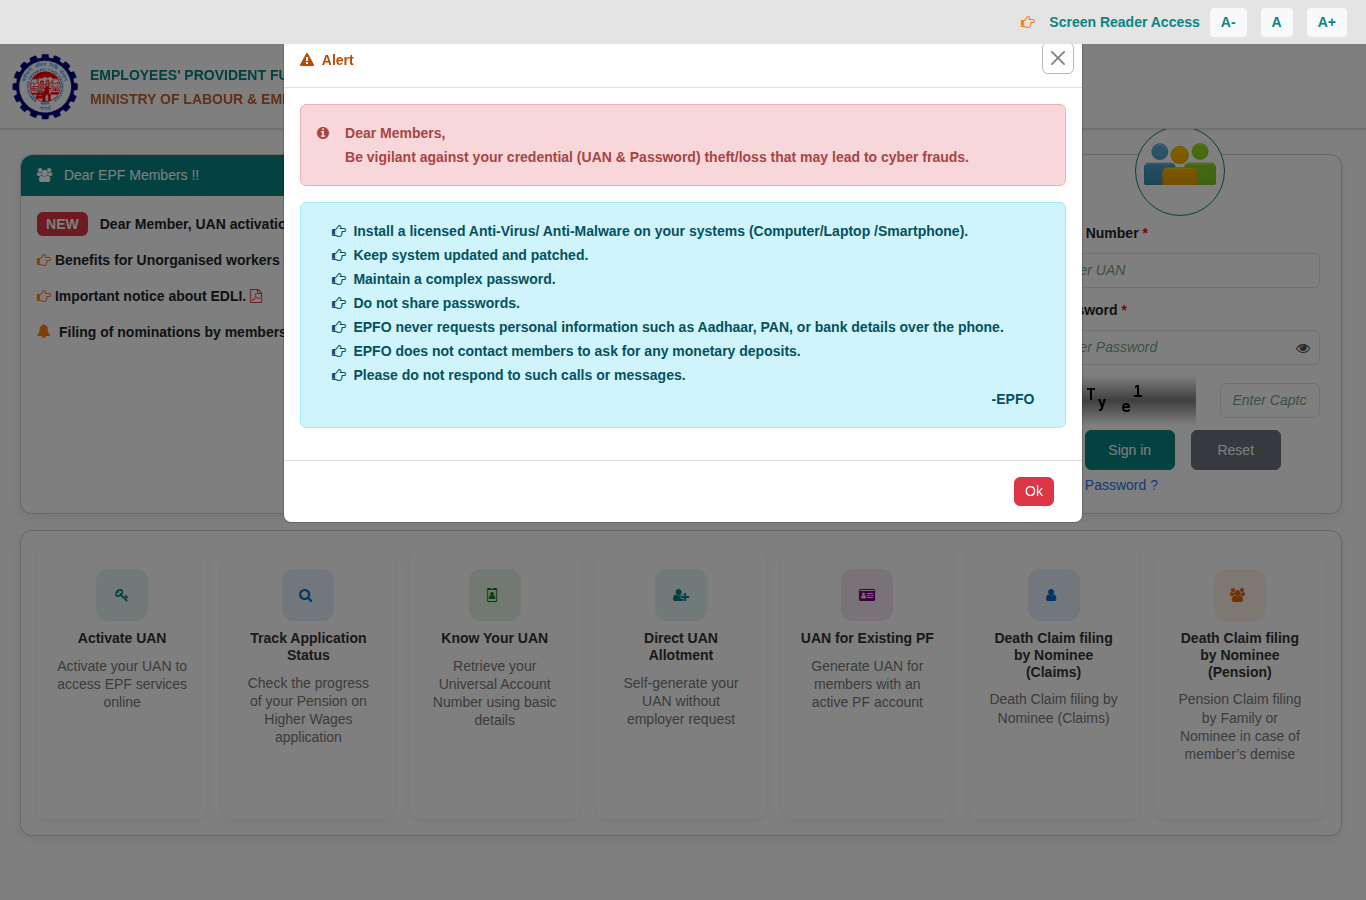 Screen Reader Access A- A A+
EMPLOYEES' PROVIDENT FU
MINISTRY OF LABOUR & EM
Alert
Dear Members,
Be vigilant against your credential (UAN & Password) theft/loss that may lead to cyber frauds.
Install a licensed Anti-Virus/ Anti-Malware on your systems (Computer/Laptop /Smartphone).
Keep system updated and patched.
Maintain a complex password.
Do not share passwords.
EPFO never requests personal information such as Aadhaar, PAN, or bank details over the phone.
EPFO does not contact members to ask for any monetary deposits.
Please do not respond to such calls or messages.
-EPFO
Ok
Dear EPF Members !!
NEW Dear Member, UAN activatio
Benefits for Unorganised workers
Important notice about EDLI.
Filing of nominations by members
Number *
er UAN
sword *
er Password
T y e 1
Enter Captc
Sign in Reset
Password ?
Activate UAN
Activate your UAN to
access EPF services
online
Track Application
Status
Check the progress
of your Pension on
Higher Wages
application
Know Your UAN
Retrieve your
Universal Account
Number using basic
details
Direct UAN
Allotment
Self-generate your
UAN without
employer request
UAN for Existing PF
Generate UAN for
members with an
active PF account
Death Claim filing
by Nominee
(Claims)
Death Claim filing by
Nominee (Claims)
Death Claim filing
by Nominee
(Pension)
Pension Claim filing
by Family or
Nominee in case of
member’s demise